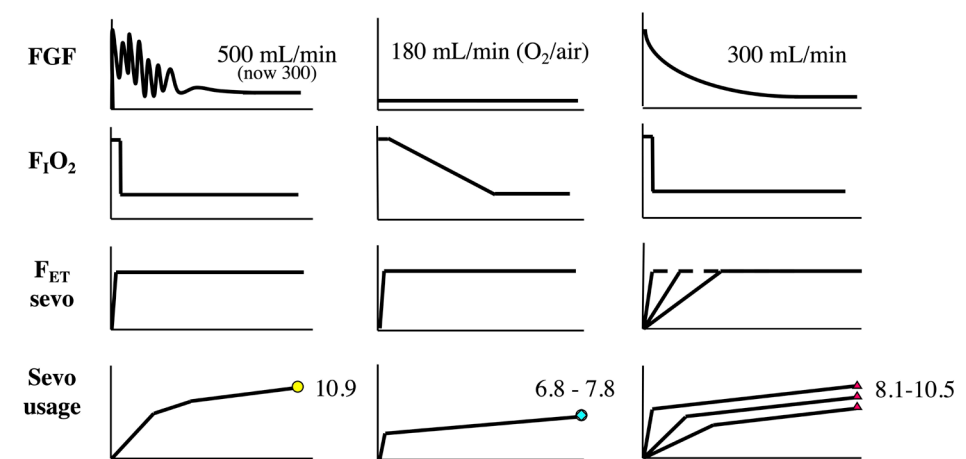 FGF
500 mL/min
(now 300)
180 mL/min (O₂/air)
300 mL/min
FIO₂
FET
sevo
Sevo
usage
10.9
6.8 - 7.8
8.1-10.5